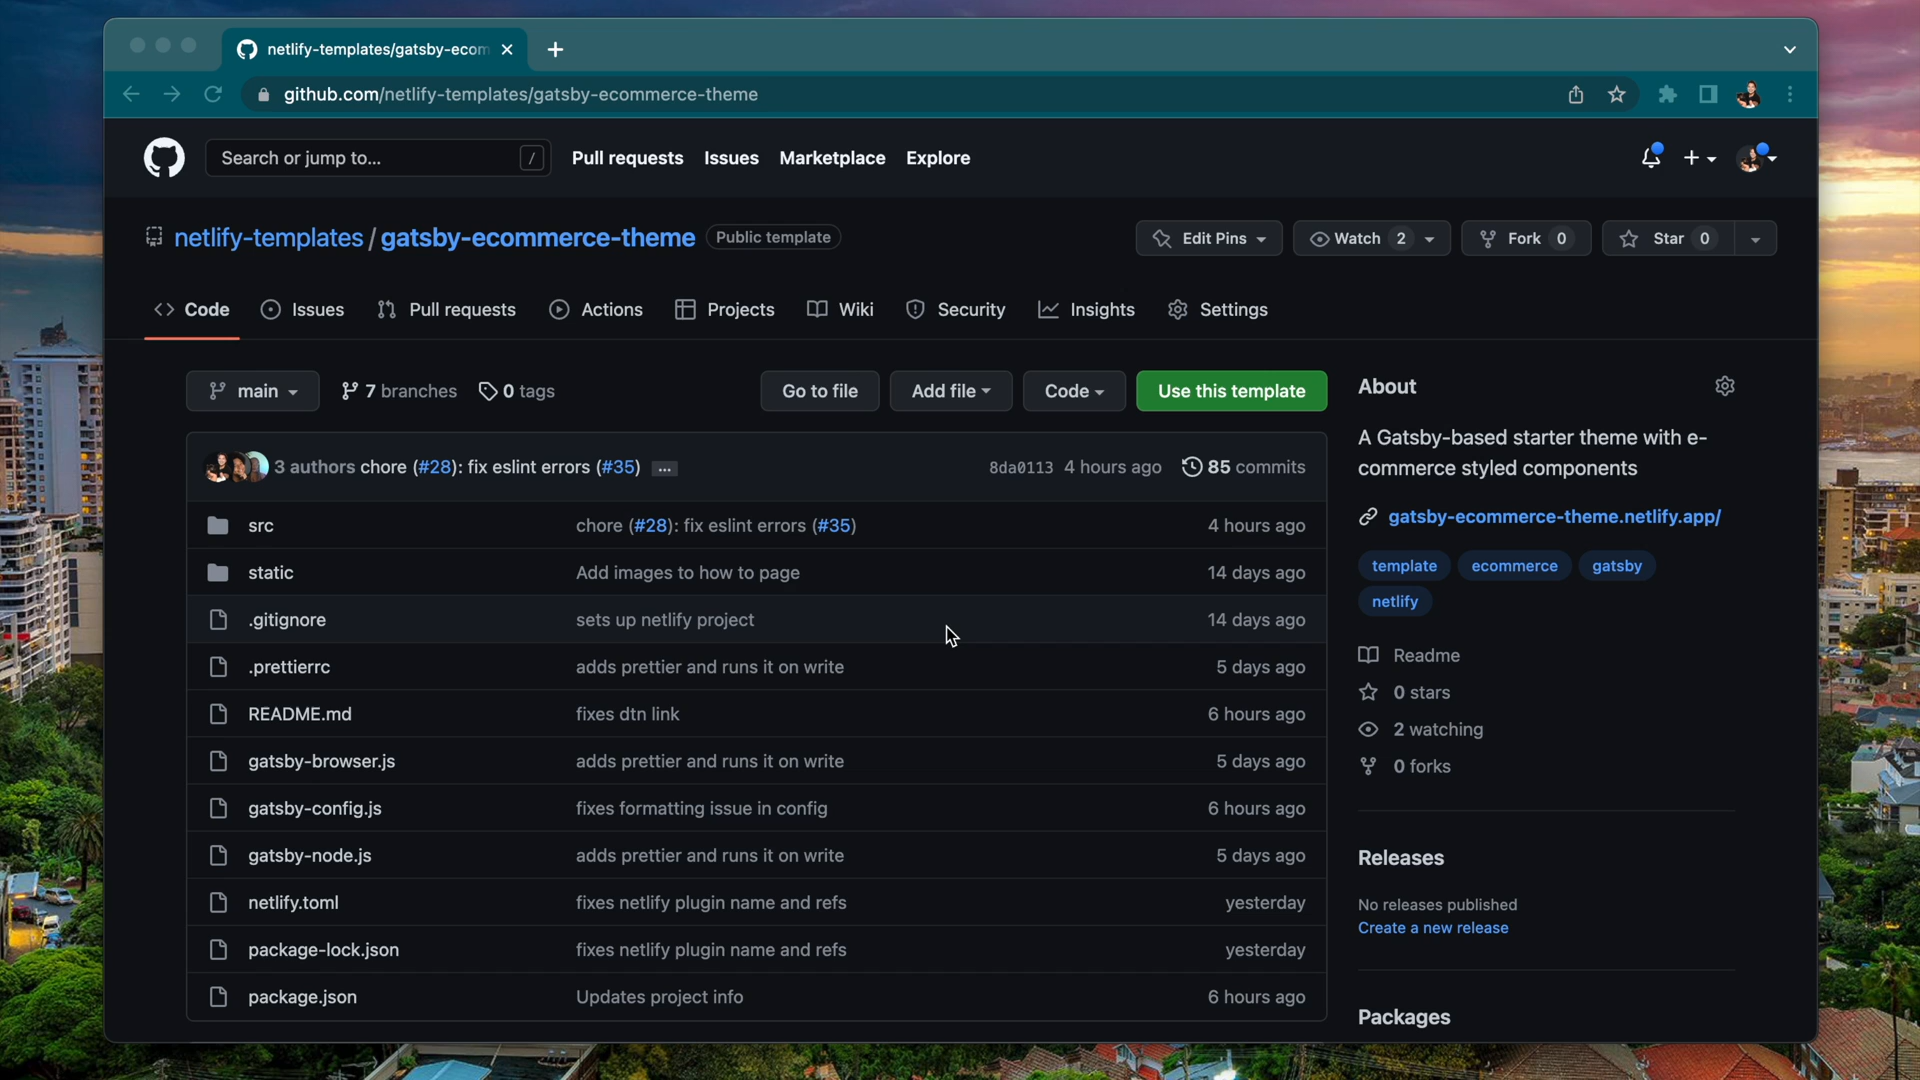 netlify-templates/gatsby-ecom
github.com/netlify-templates/gatsby-ecommerce-theme
Search or jump to... /
Pull requests Issues Marketplace Explore
netlify-templates / gatsby-ecommerce-theme Public template
Edit Pins Watch 2 Fork 0 Star 0
Code Issues Pull requests Actions Projects Wiki Security Insights Settings
main 7 branches 0 tags Go to file Add file Code Use this template
3 authors chore (#28): fix eslint errors (#35) ... 8da0113 4 hours ago 85 commits
src chore (#28): fix eslint errors (#35) 4 hours ago
static Add images to how to page 14 days ago
.gitignore sets up netlify project 14 days ago
.prettierrc adds prettier and runs it on write 5 days ago
README.md fixes dtn link 6 hours ago
gatsby-browser.js adds prettier and runs it on write 5 days ago
gatsby-config.js fixes formatting issue in config 6 hours ago
gatsby-node.js adds prettier and runs it on write 5 days ago
netlify.toml fixes netlify plugin name and refs yesterday
package-lock.json fixes netlify plugin name and refs yesterday
package.json Updates project info 6 hours ago
About
A Gatsby-based starter theme with e-
commerce styled components
gatsby-ecommerce-theme.netlify.app/
template ecommerce gatsby
netlify
Readme
0 stars
2 watching
0 forks
Releases
No releases published
Create a new release
Packages